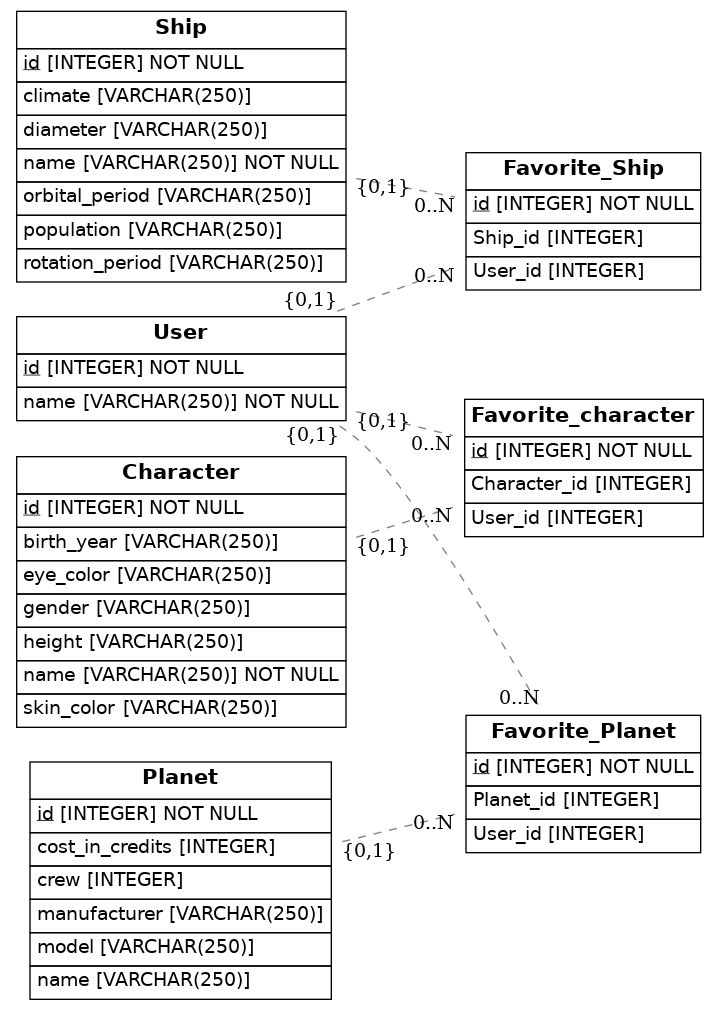 Ship
id [INTEGER] NOT NULL
climate [VARCHAR(250)]
diameter [VARCHAR(250)]
name [VARCHAR(250)] NOT NULL
orbital_period [VARCHAR(250)]
population [VARCHAR(250)]
rotation_period [VARCHAR(250)]
{0,1}
0..N
Favorite_Ship
id [INTEGER] NOT NULL
Ship_id [INTEGER]
User_id [INTEGER]
0..N
{0,1}
User
id [INTEGER] NOT NULL
name [VARCHAR(250)] NOT NULL
{0,1}
0..N
{0,1}
Favorite_character
id [INTEGER] NOT NULL
Character_id [INTEGER]
User_id [INTEGER]
Character
id [INTEGER] NOT NULL
birth_year [VARCHAR(250)]
eye_color [VARCHAR(250)]
gender [VARCHAR(250)]
height [VARCHAR(250)]
name [VARCHAR(250)] NOT NULL
skin_color [VARCHAR(250)]
0..N
{0,1}
0..N
Favorite_Planet
id [INTEGER] NOT NULL
Planet_id [INTEGER]
User_id [INTEGER]
Planet
id [INTEGER] NOT NULL
cost_in_credits [INTEGER]
crew [INTEGER]
manufacturer [VARCHAR(250)]
model [VARCHAR(250)]
name [VARCHAR(250)]
0..N
{0,1}